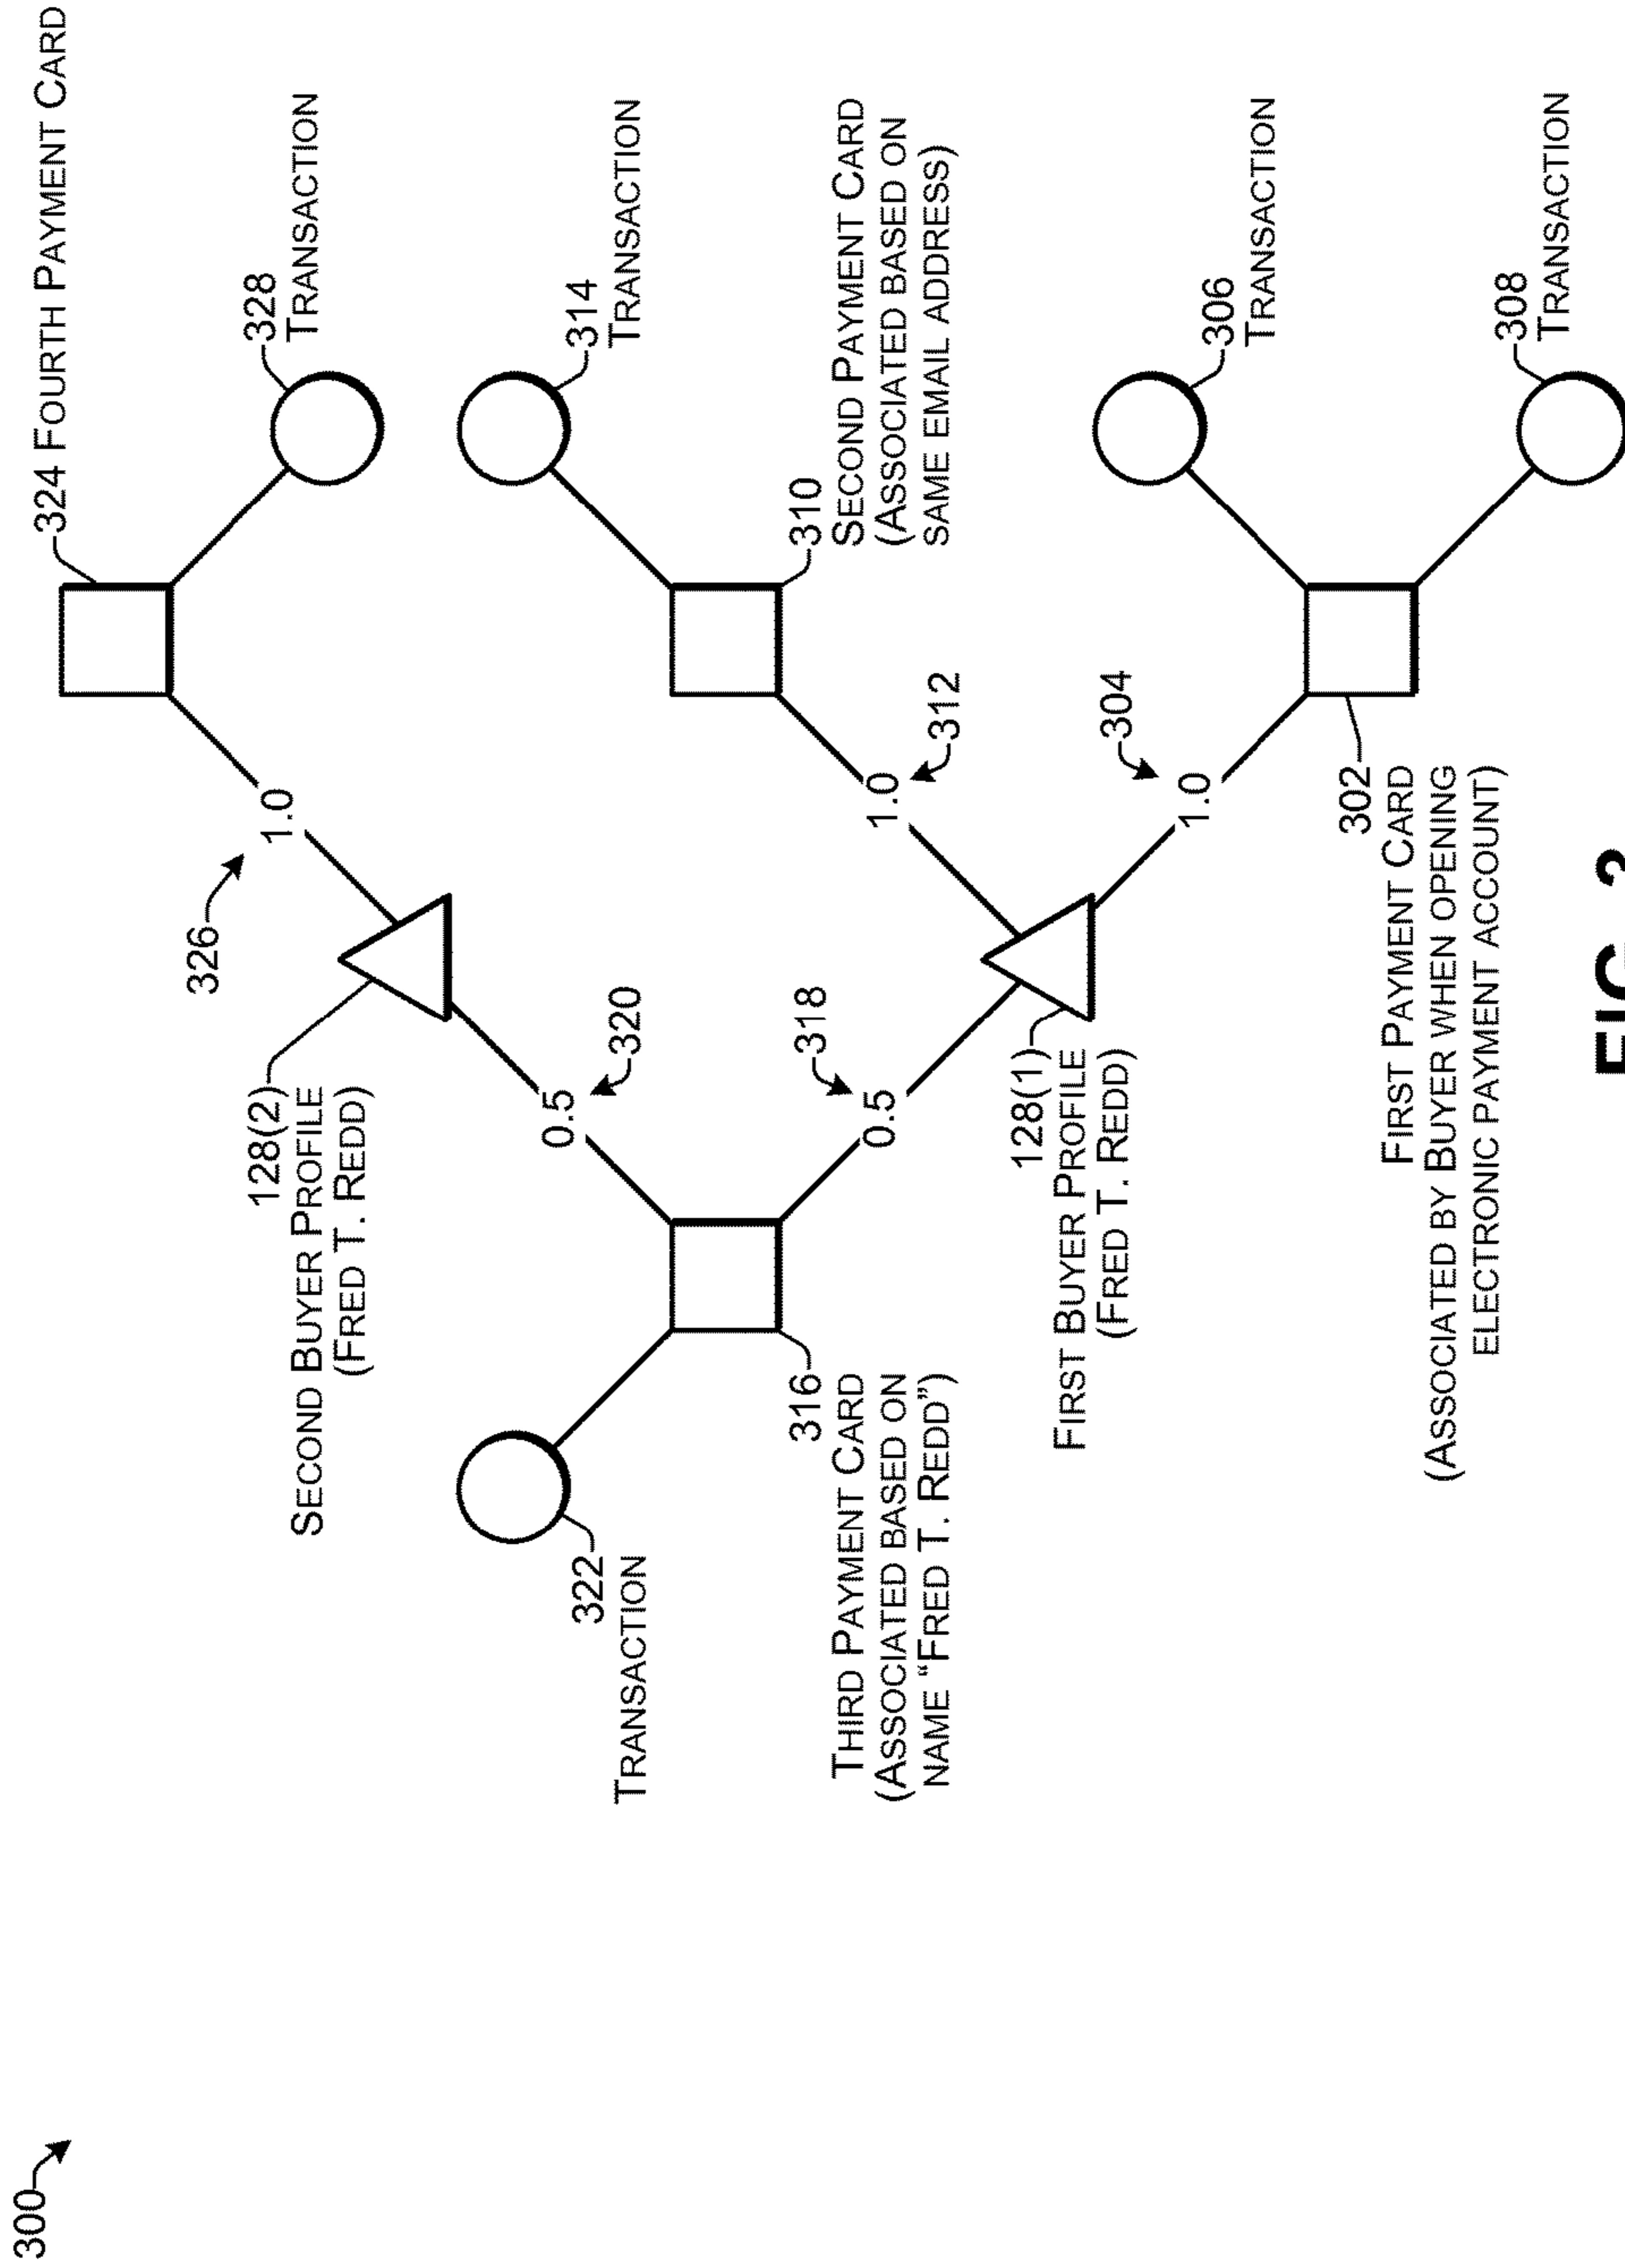 300
324 FOURTH PAYMENT CARD
326
1.0
328
TRANSACTION
128(2)
SECOND BUYER PROFILE
(FRED T. REDD)
0.5
320
314
TRANSACTION
322
TRANSACTION
310
SECOND PAYMENT CARD
(ASSOCIATED BASED ON
SAME EMAIL ADDRESS)
1.0
312
316
THIRD PAYMENT CARD
(ASSOCIATED BASED ON
NAME “FRED T. REDD”)
0.5
318
128(1)
FIRST BUYER PROFILE
(FRED T. REDD)
1.0
304
306
TRANSACTION
302
FIRST PAYMENT CARD
(ASSOCIATED BY BUYER WHEN OPENING
ELECTRONIC PAYMENT ACCOUNT)
308
TRANSACTION
FIG.